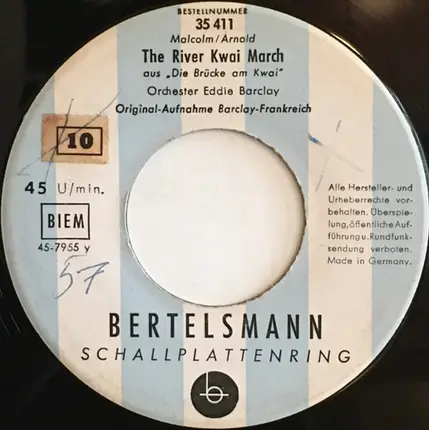 BESTELLNUMMER
35 411
Malcolm/Arnold
The River Kwai March
aus „Die Brücke am Kwai"
Orchester Eddie Barclay
Original-Aufnahme Barclay-Frankreich
10
45 U/min.
BIEM
45-7955 y
57
Alle Hersteller- und
Urheberrechte vor-
behalten. Überspie-
lung, öffentliche Auf-
führung u. Rundfunk-
sendung verboten.
Made in Germany.
BERTELSMANN
SCHALLPLATTENRING
b